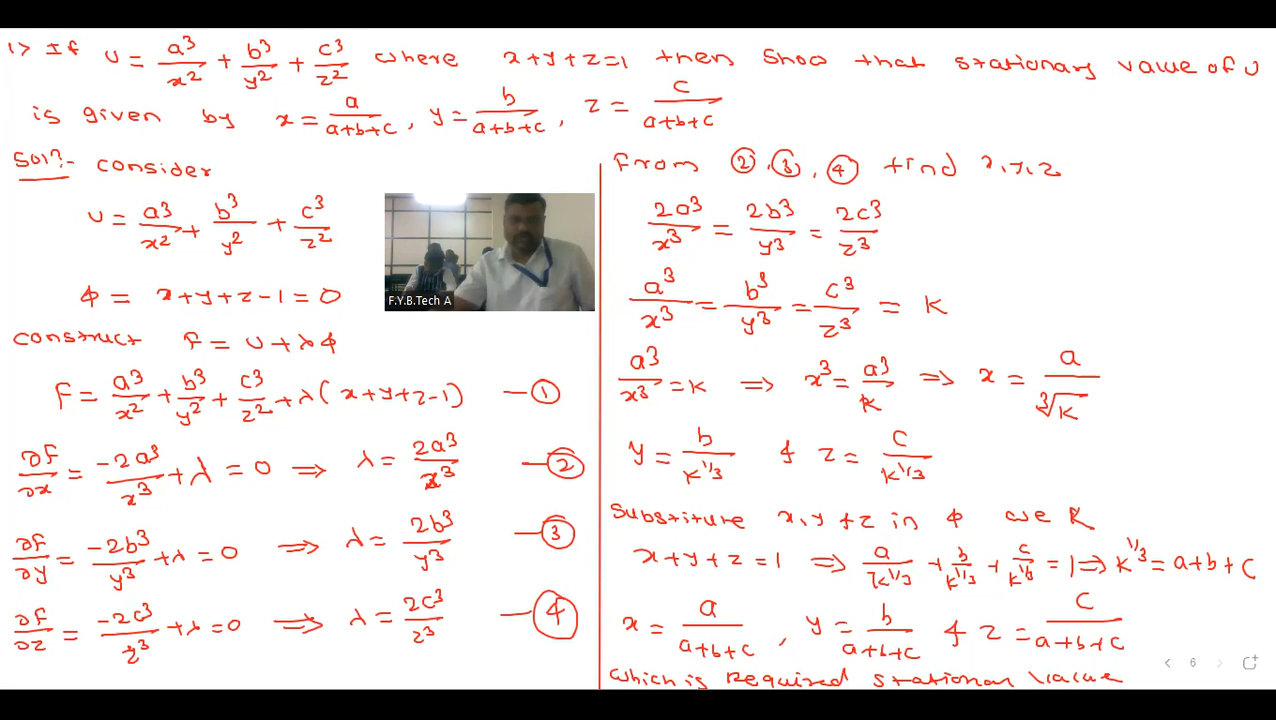 1> If u = a³/x² + b³/y² + c³/z² where x+y+z=1 then show that stationary value of u
is given by x = a/(a+b+c), y = b/(a+b+c), z = c/(a+b+c)
Sol?:- consider
u = a³/x² + b³/y² + c³/z²
φ = x+y+z-1=0
construct F = u+λφ
F = a³/x² + b³/y² + c³/z² + λ(x+y+z-1) —①
∂F/∂x = -2a³/x³ + λ = 0 ⇒ λ = 2a³/x³ —②
∂F/∂y = -2b³/y³ + λ = 0 ⇒ λ = 2b³/y³ —③
∂F/∂z = -2c³/z³ + λ = 0 ⇒ λ = 2c³/z³ —④
F.Y.B.Tech A
From ②, ③, ④ find x,y,z
2a³/x³ = 2b³/y³ = 2c³/z³
a³/x³ = b³/y³ = c³/z³ = K
a³/x³ = K ⇒ x³ = a³/K ⇒ x = a/∛K
y = b/K^1/3 & z = c/K^1/3
Substitute x,y & z in φ we
x+y+z=1 ⇒ a/K^1/3 + b/K^1/3 + c/K^1/3 = 1 ⇒ K^1/3 = a+b+c
x = a/(a+b+c), y = b/(a+b+c) & z = c/(a+b+c)
which is required stational value
6